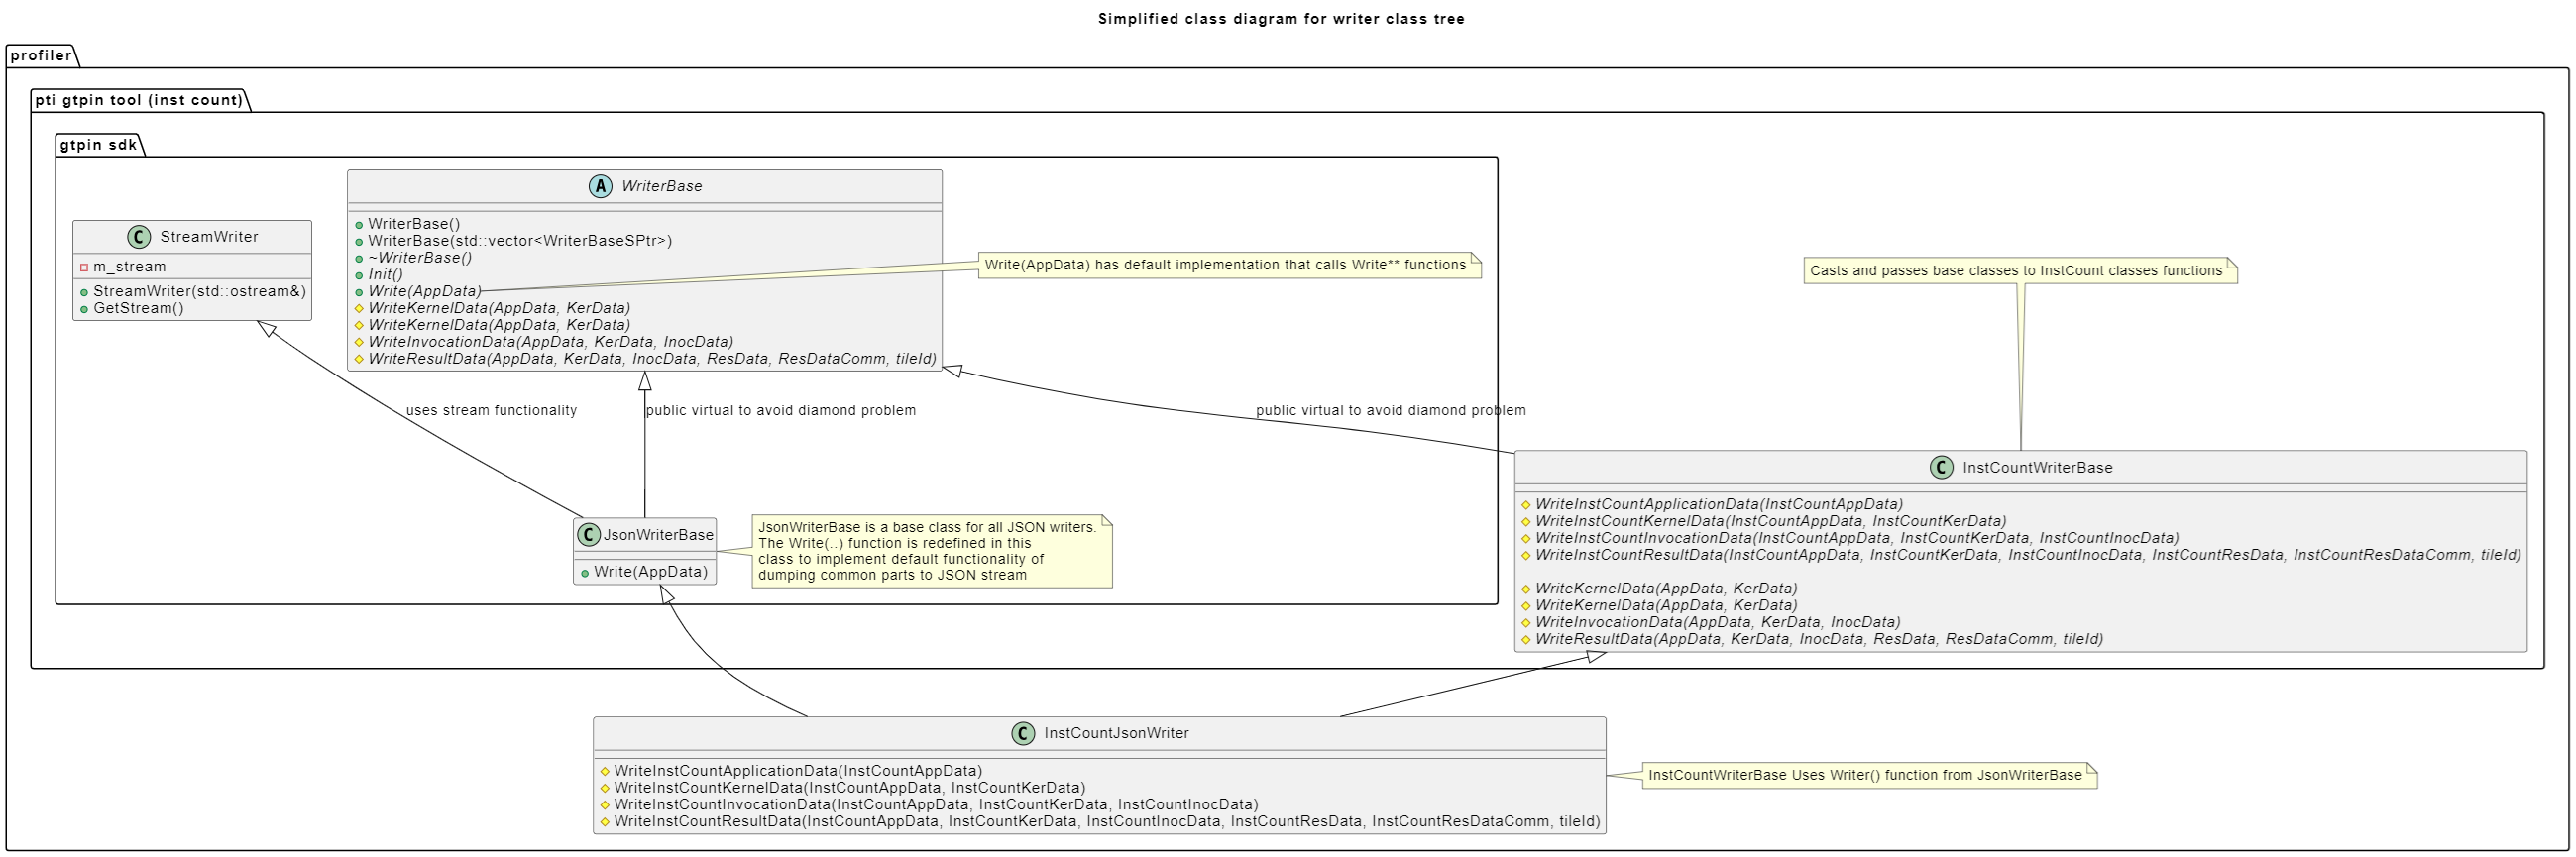 Simplified class diagram for writer class tree
profiler
pti gtpin tool (inst count)
gtpin sdk
StreamWriter
m_stream
StreamWriter(std::ostream&)
GetStream()
WriterBase
WriterBase()
WriterBase(std::vector<WriterBaseSPtr>)
~WriterBase()
Init()
Write(AppData)
WriteKernelData(AppData, KerData)
WriteKernelData(AppData, KerData)
WriteInvocationData(AppData, KerData, InocData)
WriteResultData(AppData, KerData, InocData, ResData, ResDataComm, tileId)
Write(AppData) has default implementation that calls Write** functions
Casts and passes base classes to InstCount classes functions
uses stream functionality
public virtual to avoid diamond problem
public virtual to avoid diamond problem
JsonWriterBase
Write(AppData)
JsonWriterBase is a base class for all JSON writers.
The Write(..) function is redefined in this
class to implement default functionality of
dumping common parts to JSON stream
InstCountWriterBase
WriteInstCountApplicationData(InstCountAppData)
WriteInstCountKernelData(InstCountAppData, InstCountKerData)
WriteInstCountInvocationData(InstCountAppData, InstCountKerData, InstCountInocData)
WriteInstCountResultData(InstCountAppData, InstCountKerData, InstCountInocData, InstCountResData, InstCountResDataComm, tileId)
WriteKernelData(AppData, KerData)
WriteKernelData(AppData, KerData)
WriteInvocationData(AppData, KerData, InocData)
WriteResultData(AppData, KerData, InocData, ResData, ResDataComm, tileId)
InstCountJsonWriter
WriteInstCountApplicationData(InstCountAppData)
WriteInstCountKernelData(InstCountAppData, InstCountKerData)
WriteInstCountInvocationData(InstCountAppData, InstCountKerData, InstCountInocData)
WriteInstCountResultData(InstCountAppData, InstCountKerData, InstCountInocData, InstCountResData, InstCountResDataComm, tileId)
InstCountWriterBase Uses Writer() function from JsonWriterBase